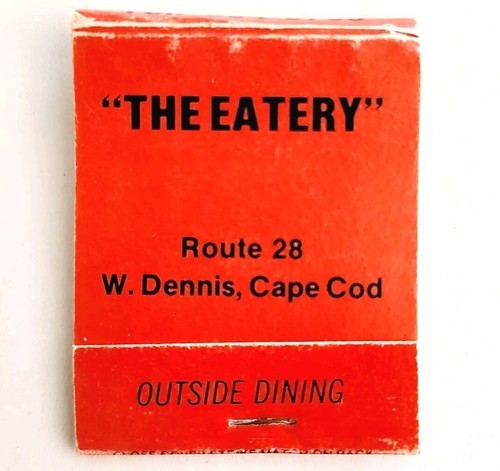 “THE EATERY”
Route 28
W. Dennis, Cape Cod
OUTSIDE DINING